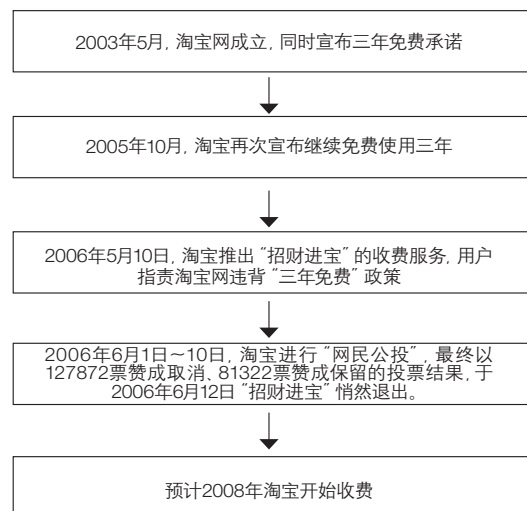 2003年5月, 淘宝网成立, 同时宣布三年免费承诺
2005年10月, 淘宝再次宣布继续免费使用三年
2006年5月10日, 淘宝推出“招财进宝”的收费服务, 用户
指责淘宝网违背“三年免费”政策
2006年6月1日～10日, 淘宝进行“网民公投”, 最终以
127872票赞成取消、81322票赞成保留的投票结果, 于
2006年6月12日“招财进宝”悄然退出。
预计2008年淘宝开始收费